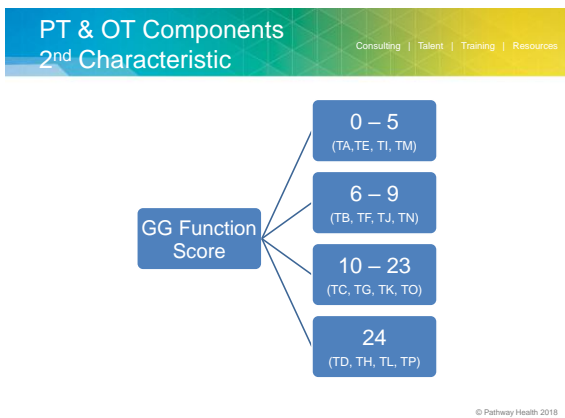 PT & OT Components
2nd Characteristic
Consulting | Talent | Training | Resources
GG Function
Score
0 – 5
(TA,TE, TI, TM)
6 – 9
(TB, TF, TJ, TN)
10 – 23
(TC, TG, TK, TO)
24
(TD, TH, TL, TP)
© Pathway Health 2018